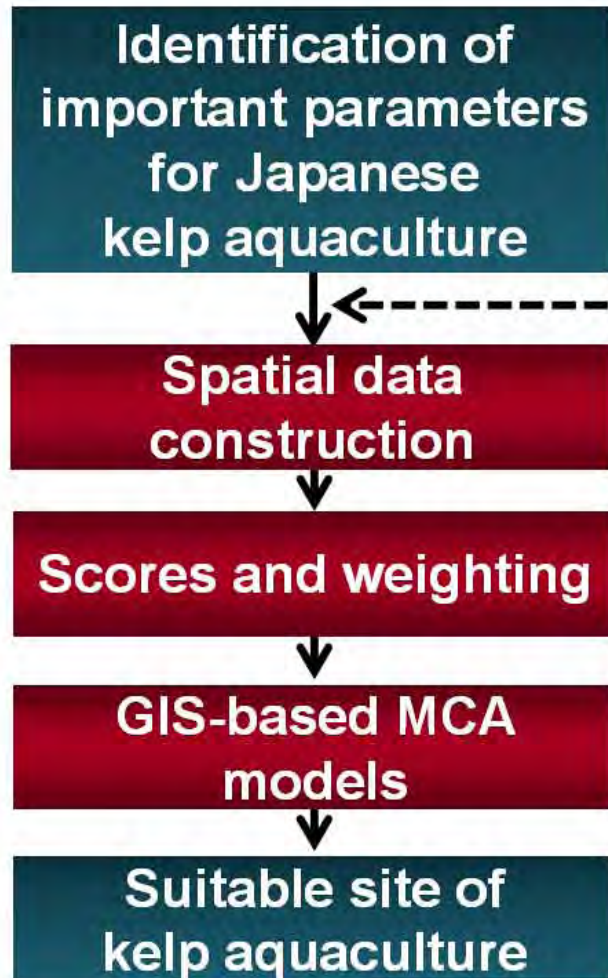 Identification of
important parameters
for Japanese
kelp aquaculture
Spatial data
construction
Scores and weighting
GIS-based MCA
models
Suitable site of
kelp aquaculture